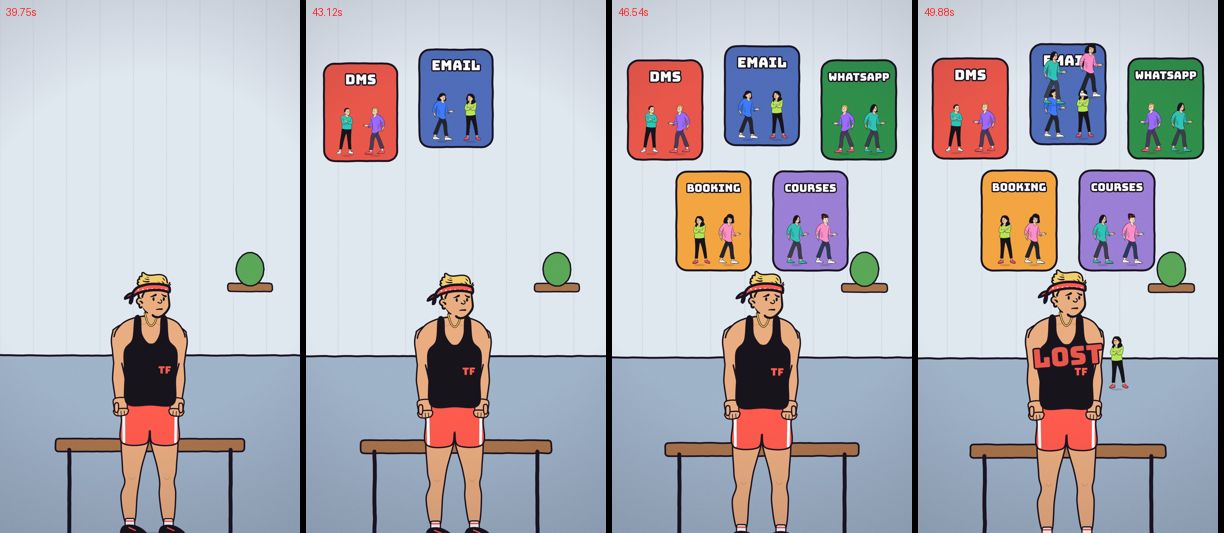 39.75s
TF
43.12s
DMS
EMAIL
TF
46.54s
DMS
EMAIL
WHATSAPP
BOOKING
COURSES
TF
49.88s
DMS
EMAIL
WHATSAPP
BOOKING
COURSES
LOST
TF